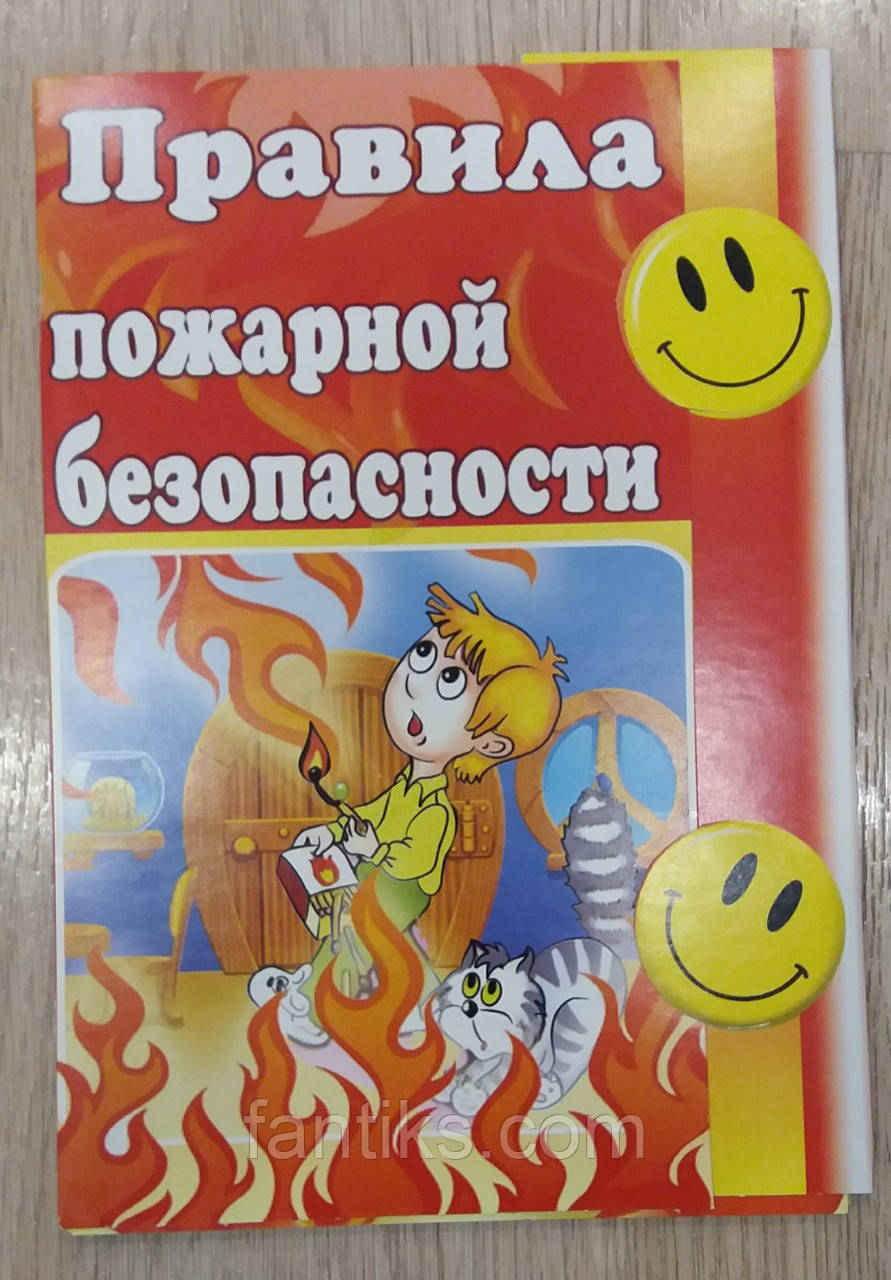 Правила
пожарной
безопасности
fantiks.com